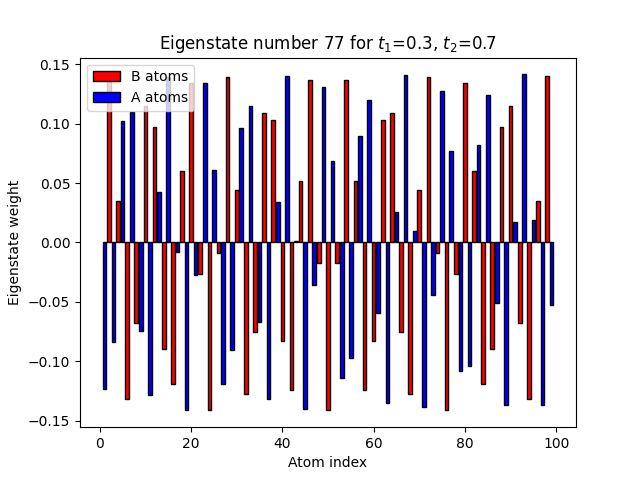 Eigenstate number 77 for t₁=0.3, t₂=0.7
B atoms
A atoms
Eigenstate weight
0.15
0.10
0.05
0.00
−0.05
−0.10
−0.15
0 20 40 60 80 100
Atom index